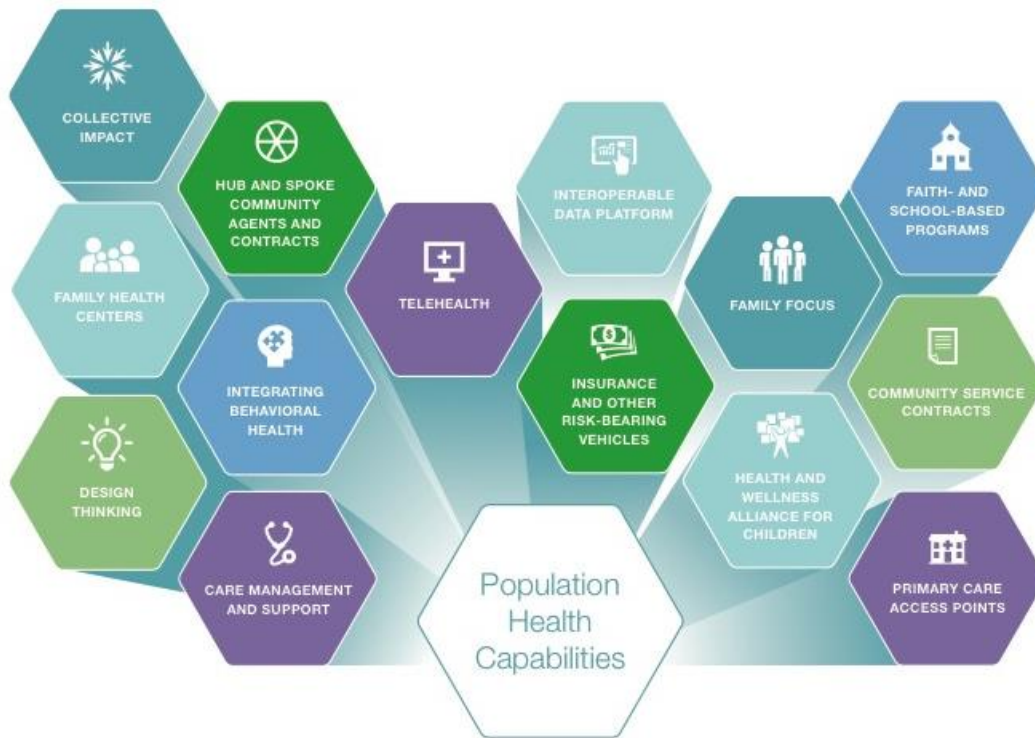 COLLECTIVE
IMPACT
HUB AND SPOKE
COMMUNITY
AGENTS AND
CONTRACTS
INTEROPERABLE
DATA PLATFORM
FAITH- AND
SCHOOL-BASED
PROGRAMS
FAMILY HEALTH
CENTERS
TELEHEALTH
FAMILY FOCUS
INTEGRATING
BEHAVIORAL
HEALTH
INSURANCE
AND OTHER
RISK-BEARING
VEHICLES
COMMUNITY SERVICE
CONTRACTS
DESIGN
THINKING
HEALTH AND
WELLNESS
ALLIANCE FOR
CHILDREN
CARE MANAGEMENT
AND SUPPORT
PRIMARY CARE
ACCESS POINTS
Population
Health
Capabilities